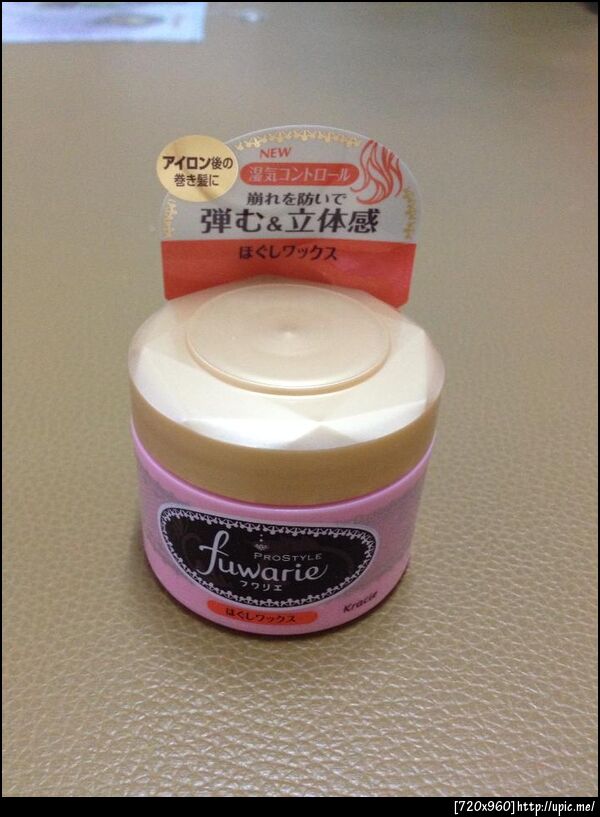 アイロン後の
巻き髪に
NEW
湿気コントロール
崩れを防いで
弾む&立体感
ほぐしワックス
PROSTYLE
fuwarie
フワリエ
ほぐしワックス
Kracie
[720x960]http://upic.me/